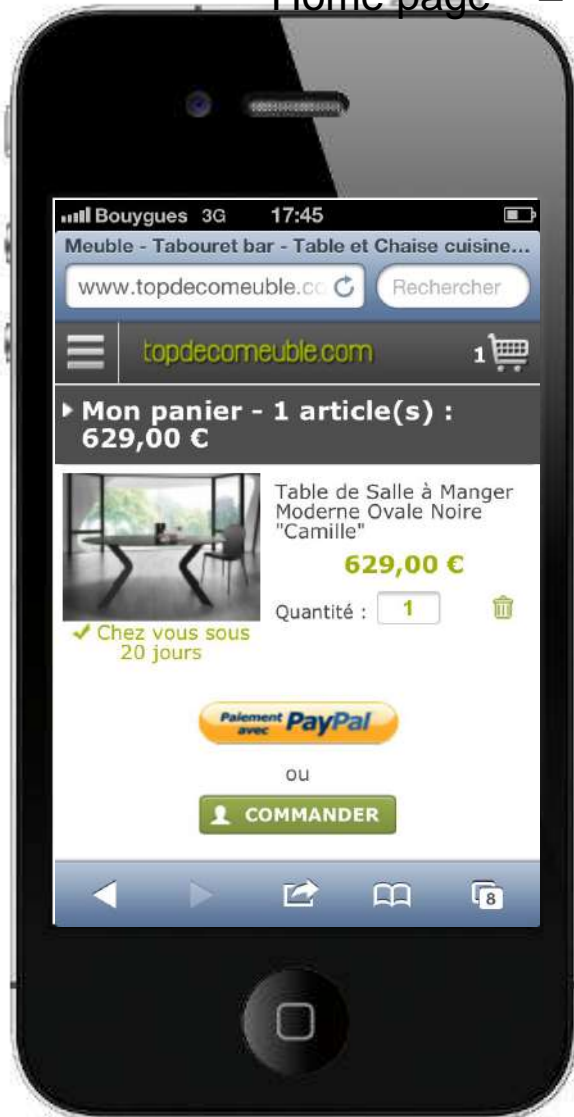 Home page
Bouygues 3G 17:45
Meuble - Tabouret bar - Table et Chaise cuisine...
www.topdecomeuble.cc
Rechercher
topdecomeuble.com
1
Mon panier - 1 article(s) :
629,00 €
Table de Salle à Manger
Moderne Ovale Noire
"Camille"
629,00 €
Quantité : 1
Chez vous sous
20 jours
Paiement
avec PayPal
ou
COMMANDER
8